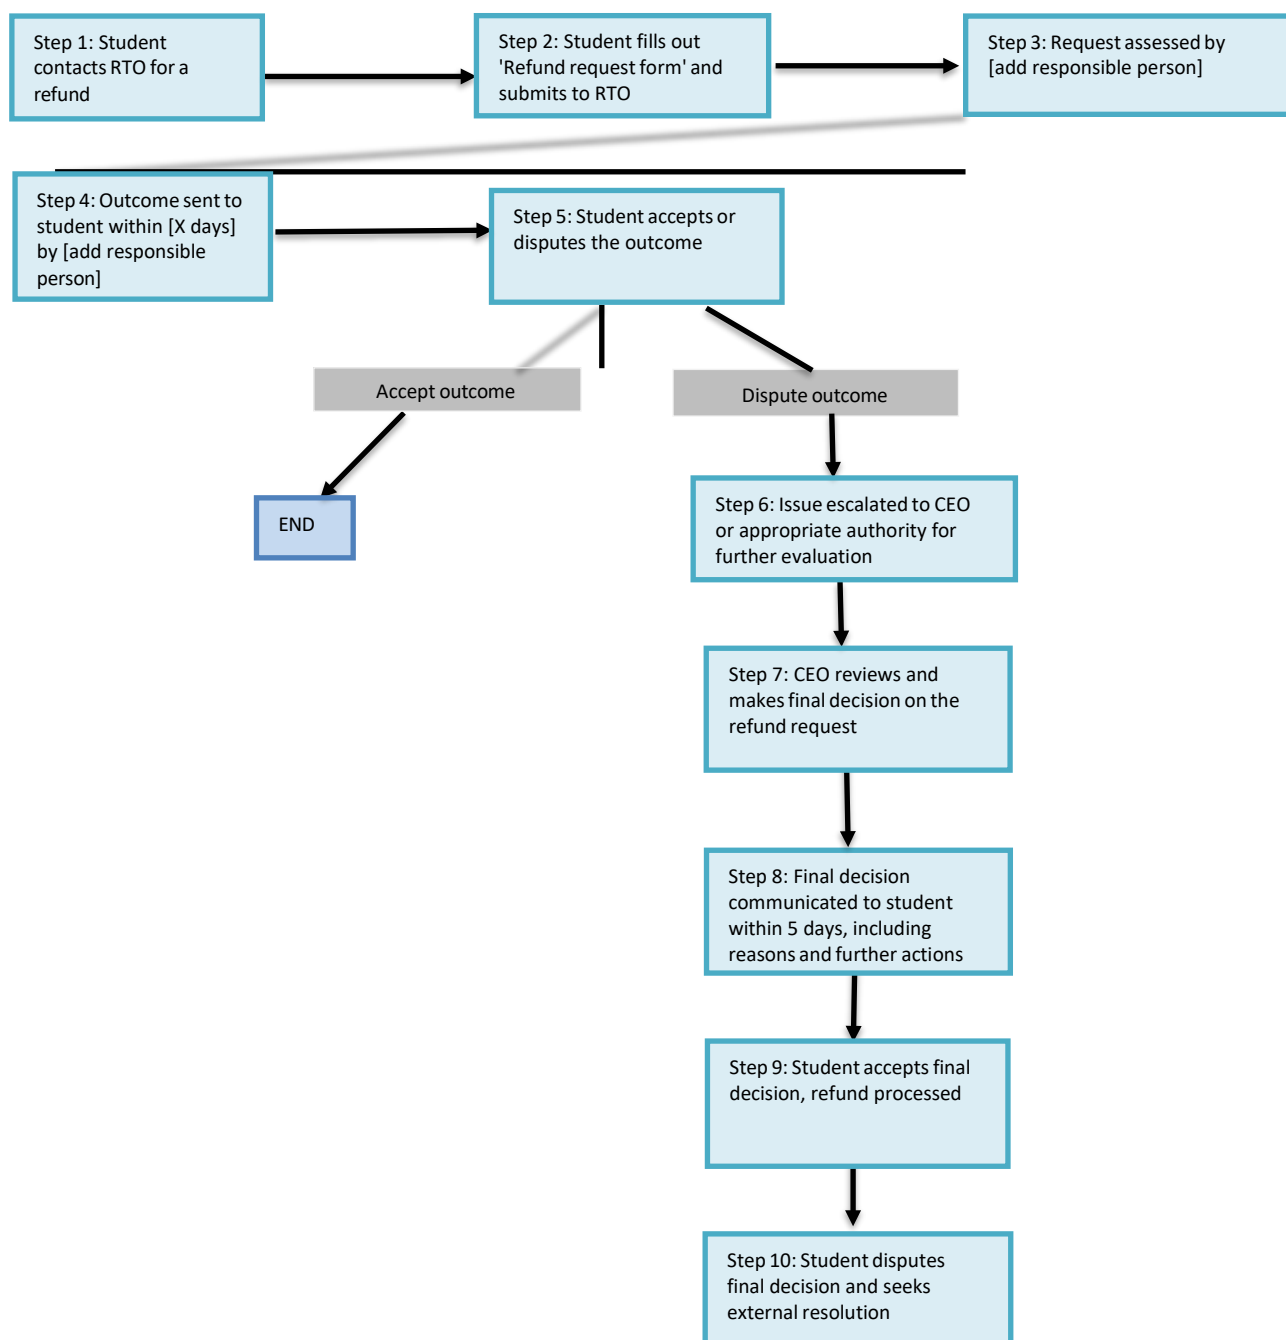 Step 1: Student
contacts RTO for a
refund
Step 2: Student fills out
'Refund request form' and
submits to RTO
Step 3: Request assessed by
[add responsible person]
Step 4: Outcome sent to
student within [X days]
by [add responsible
person]
Step 5: Student accepts or
disputes the outcome
Accept outcome
Dispute outcome
END
Step 6: Issue escalated to CEO
or appropriate authority for
further evaluation
Step 7: CEO reviews and
makes final decision on the
refund request
Step 8: Final decision
communicated to student
within 5 days, including
reasons and further actions
Step 9: Student accepts final
decision, refund processed
Step 10: Student disputes
final decision and seeks
external resolution